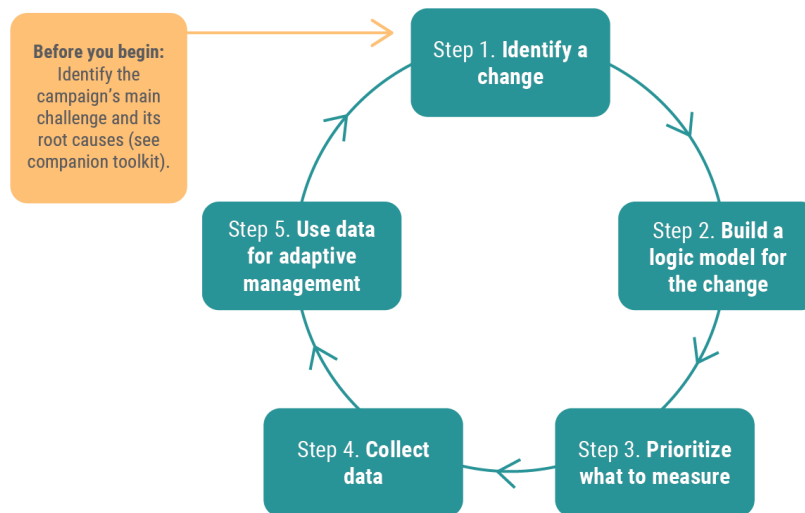 Before you begin:
Identify the
campaign's main
challenge and its
root causes (see
companion toolkit).
Step 1. Identify a
change
Step 2. Build a
logic model for
the change
Step 3. Prioritize
what to measure
Step 4. Collect
data
Step 5. Use data
for adaptive
management